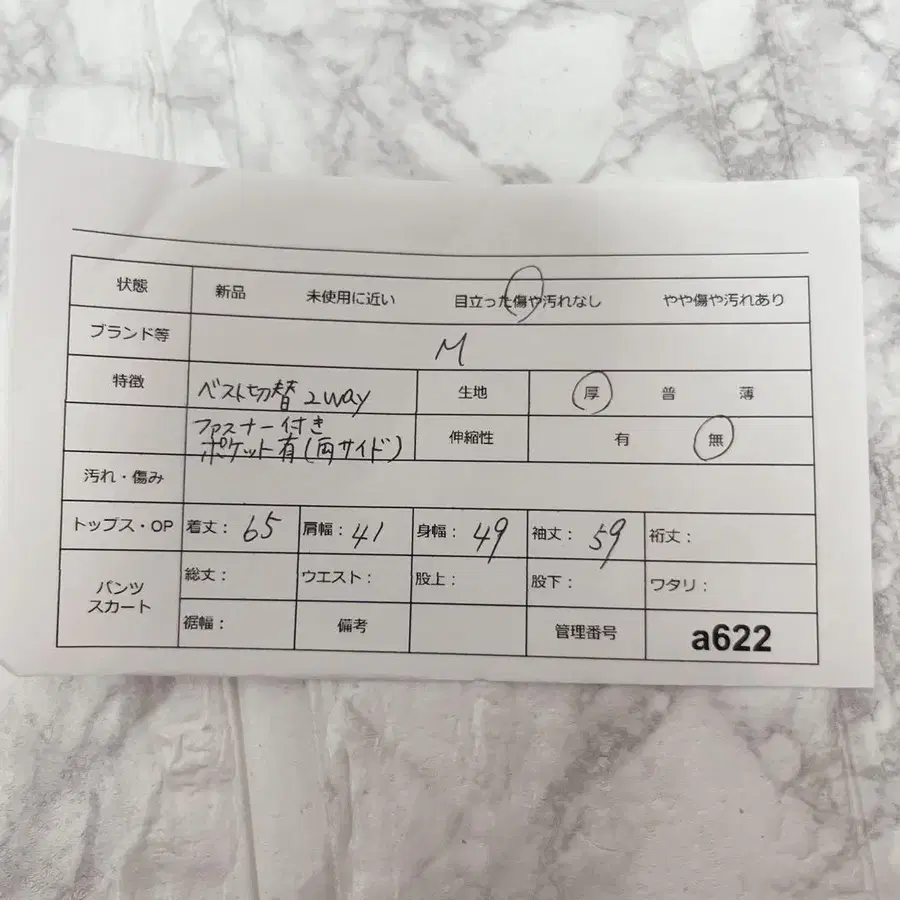 状態 新品 未使用に近い 目立った傷や汚れなし やや傷や汚れあり
ブランド等 M
特徴 ベスト切替 2way 生地 厚 普 薄
ファスナー付き
ポケット有(両サイド) 伸縮性 有 無
汚れ・傷み
トップス・OP 着丈: 65 肩幅: 41 身幅: 49 袖丈: 59 裄丈:
パンツ
スカート
総丈: ウエスト: 股上: 股下: ワタリ:
裾幅: 備考 管理番号 a622